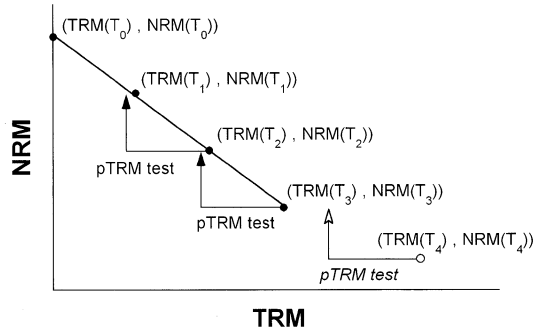 (TRM(T0) , NRM(T0))
(TRM(T1) , NRM(T1))
(TRM(T2) , NRM(T2))
pTRM test
(TRM(T3) , NRM(T3))
pTRM test
(TRM(T4) , NRM(T4))
pTRM test
NRM
TRM